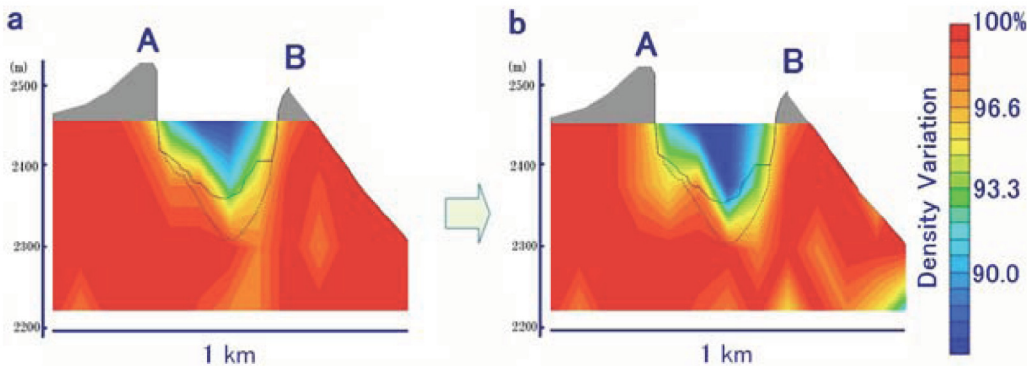 a
A
B
(m)
2500
2400
2300
2200
1 km
b
A
B
(m)
2500
2400
2300
2200
1 km
100%
96.6
93.3
90.0
Density Variation